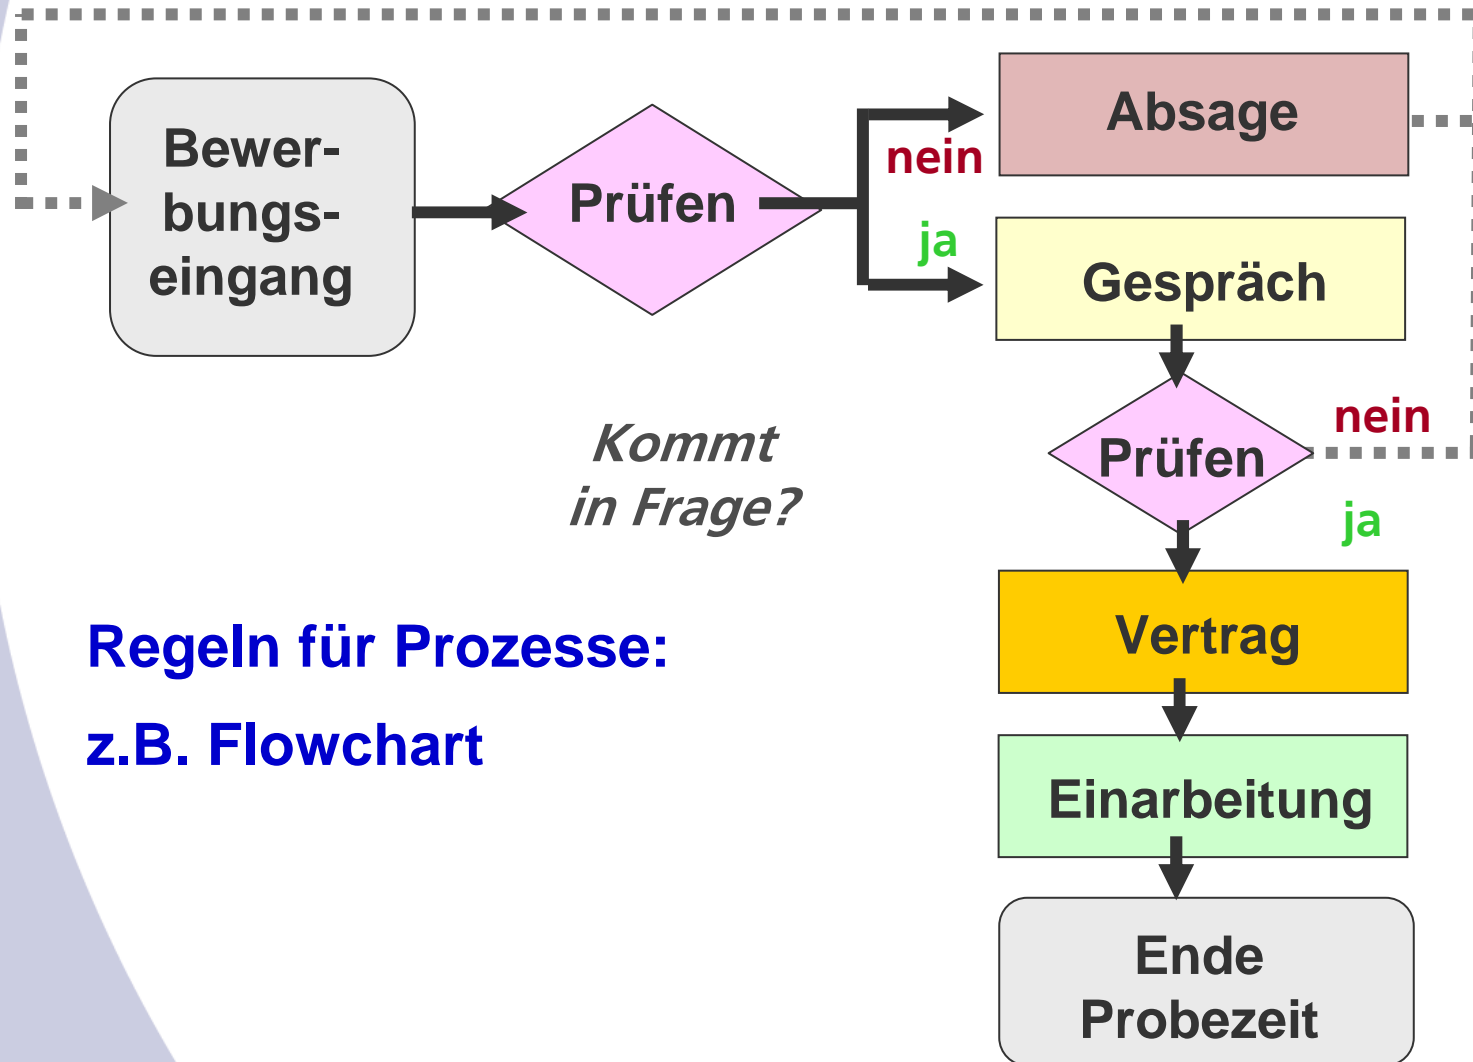 Bewer-
bungs-
eingang
Prüfen
nein
ja
Absage
Gespräch
Prüfen
nein
ja
Kommt
in Frage?
Vertrag
Regeln für Prozesse:
z.B. Flowchart
Einarbeitung
Ende
Probezeit